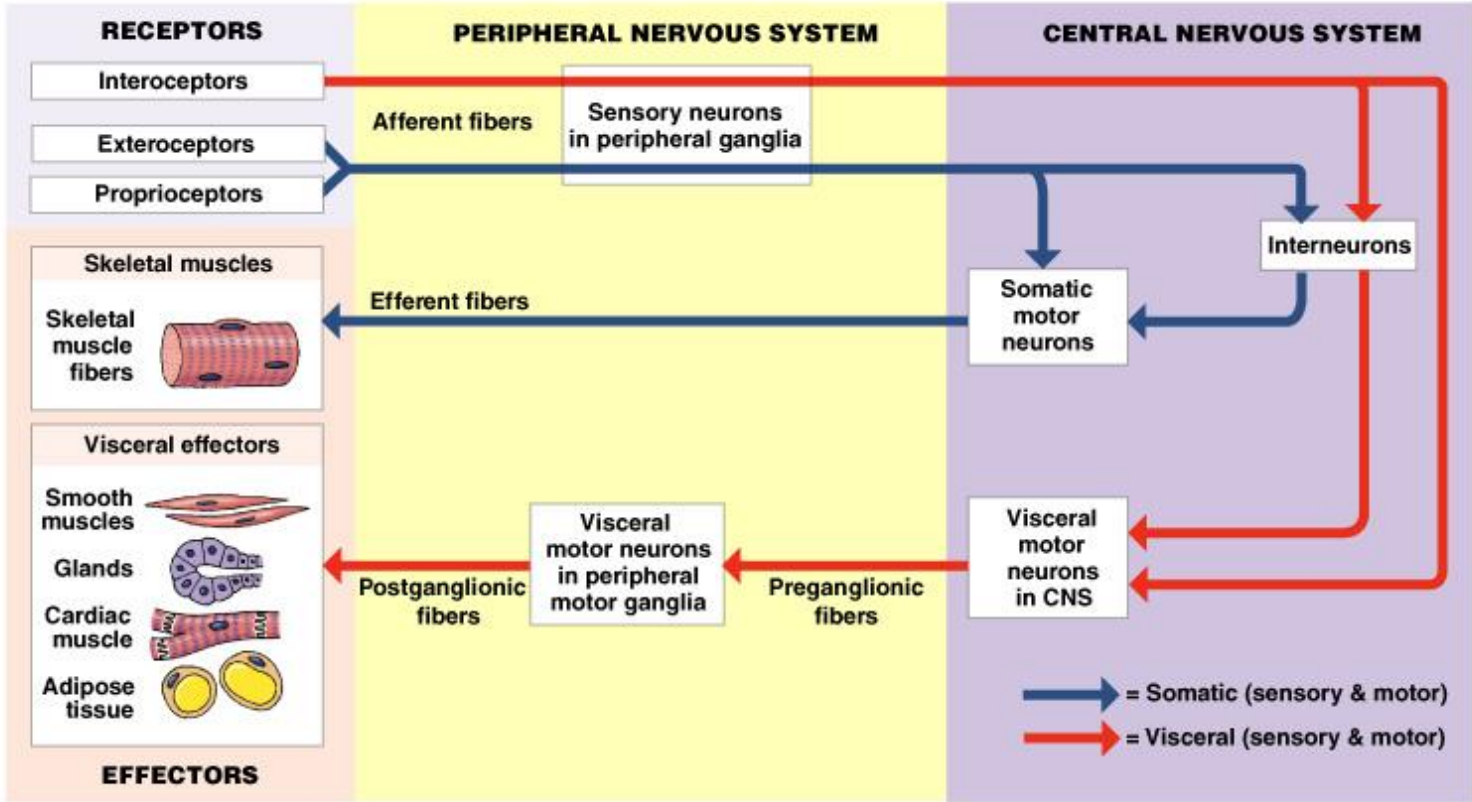 RECEPTORS
Interoceptors
Exteroceptors
Proprioceptors
PERIPHERAL NERVOUS SYSTEM
Afferent fibers
Sensory neurons
in peripheral ganglia
CENTRAL NERVOUS SYSTEM
Interneurons
Skeletal muscles
Skeletal
muscle
fibers
Efferent fibers
Somatic
motor
neurons
Visceral effectors
Smooth
muscles
Glands
Cardiac
muscle
Adipose
tissue
EFFECTORS
Postganglionic
fibers
Visceral
motor neurons
in peripheral
motor ganglia
Preganglionic
fibers
Visceral
motor
neurons
in CNS
= Somatic (sensory & motor)
= Visceral (sensory & motor)